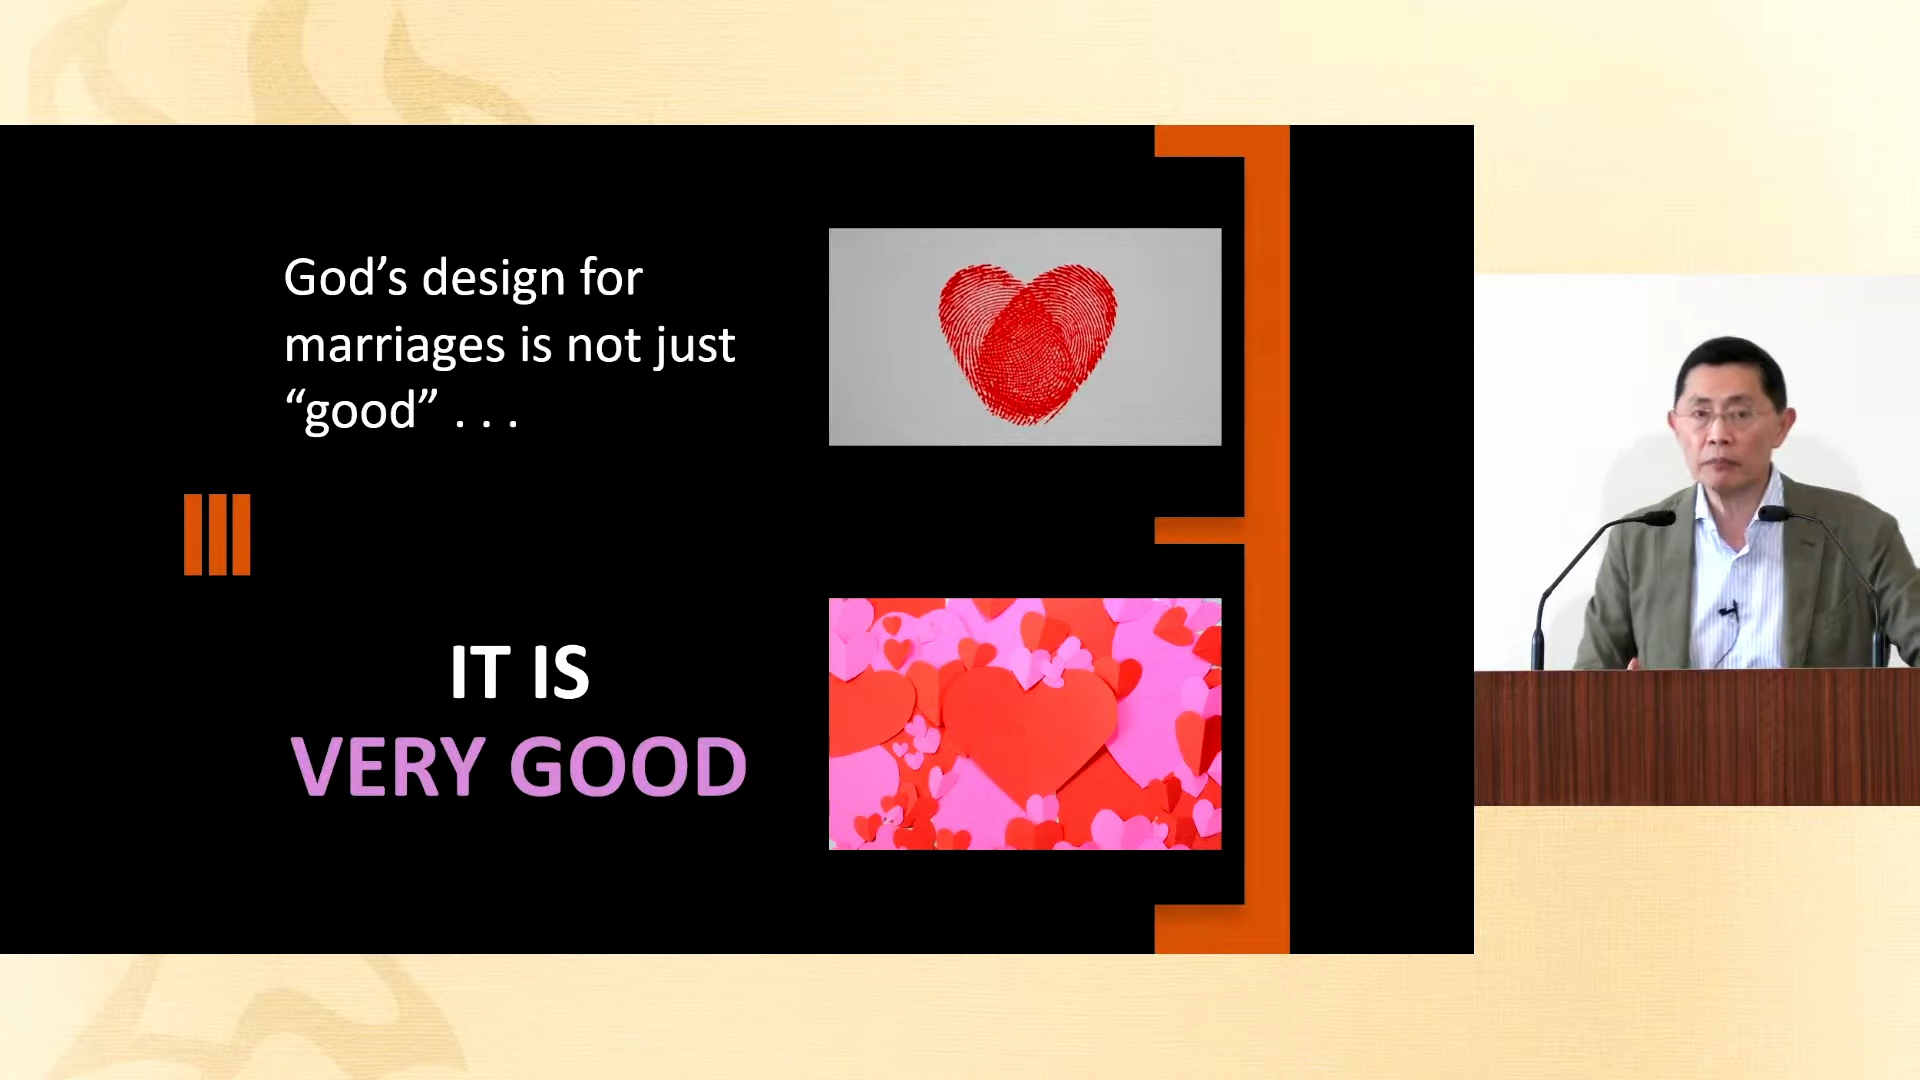 God’s design for
marriages is not just
“good” . . .
IT IS
VERY GOOD